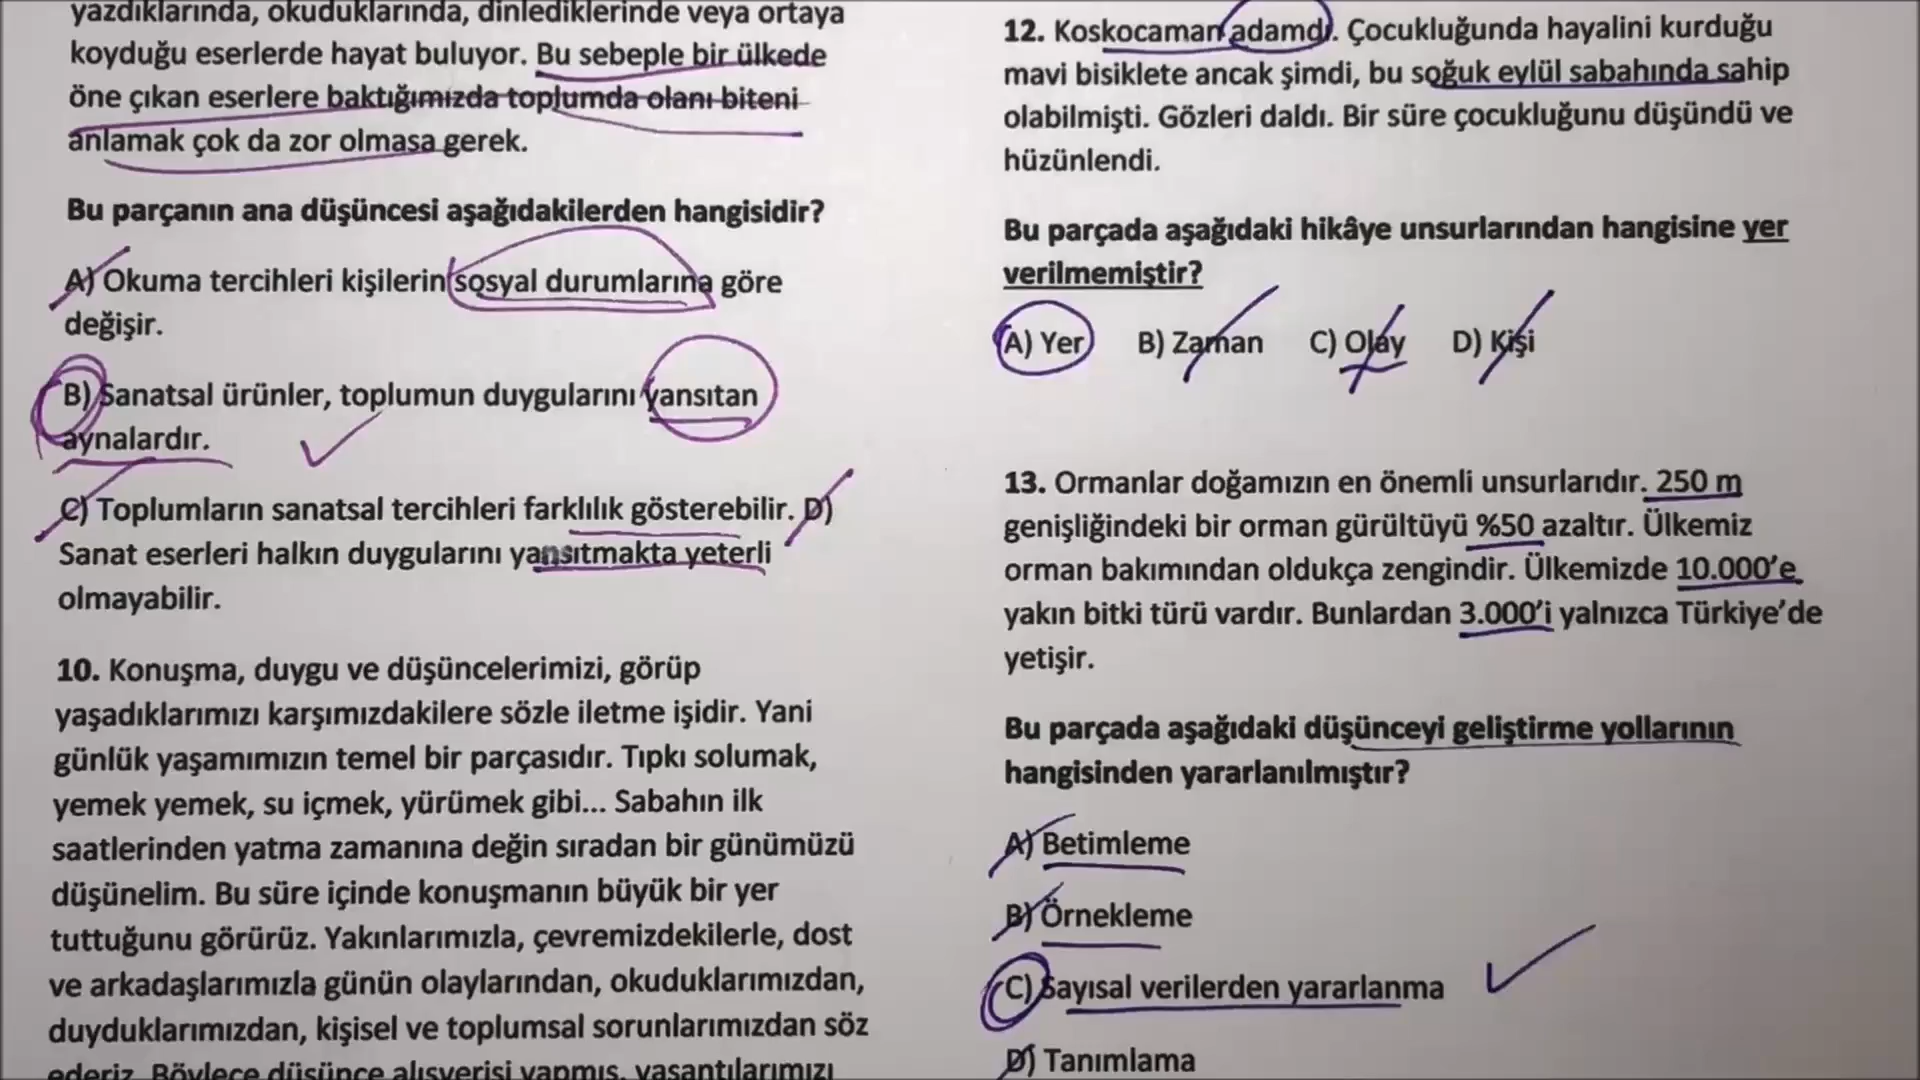 yazdıklarında, okuduklarında, dinlediklerinde veya ortaya
koyduğu eserlerde hayat buluyor. Bu sebeple bir ülkede
öne çıkan eserlere baktığımızda toplumda olanı biteni
anlamak çok da zor olmasa gerek.
Bu parçanın ana düşüncesi aşağıdakilerden hangisidir?
A) Okuma tercihleri kişilerin sosyal durumlarına göre
değişir.
B) Sanatsal ürünler, toplumun duygularını yansıtan
aynalardır.
C) Toplumların sanatsal tercihleri farklılık gösterebilir. D)
Sanat eserleri halkın duygularını yansıtmakta yeterli
olmayabilir.
10. Konuşma, duygu ve düşüncelerimizi, görüp
yaşadıklarımızı karşımızdakilere sözle iletme işidir. Yani
günlük yaşamımızın temel bir parçasıdır. Tıpkı solumak,
yemek yemek, su içmek, yürümek gibi... Sabahın ilk
saatlerinden yatma zamanına değin sıradan bir günümüzü
düşünelim. Bu süre içinde konuşmanın büyük bir yer
tuttuğunu görürüz. Yakınlarımızla, çevremizdekilerle, dost
ve arkadaşlarımızla günün olaylarından, okuduklarımızdan,
duyduklarımızdan, kişisel ve toplumsal sorunlarımızdan söz
ederiz. Böylece düşünce alışverişi yapmış, yaşantılarımızı
12. Koskocaman adamdı. Çocukluğunda hayalini kurduğu
mavi bisiklete ancak şimdi, bu soğuk eylül sabahında sahip
olabilmişti. Gözleri daldı. Bir süre çocukluğunu düşündü ve
hüzünlendi.
Bu parçada aşağıdaki hikâye unsurlarından hangisine yer
verilmemiştir?
A) Yer B) Zaman C) Olay D) Kişi
13. Ormanlar doğamızın en önemli unsurlarıdır. 250 m
genişliğindeki bir orman gürültüyü %50 azaltır. Ülkemiz
orman bakımından oldukça zengindir. Ülkemizde 10.000'e
yakın bitki türü vardır. Bunlardan 3.000'i yalnızca Türkiye'de
yetişir.
Bu parçada aşağıdaki düşünceyi geliştirme yollarının
hangisinden yararlanılmıştır?
A) Betimleme
B) Örnekleme
C) Sayısal verilerden yararlanma
D) Tanımlama